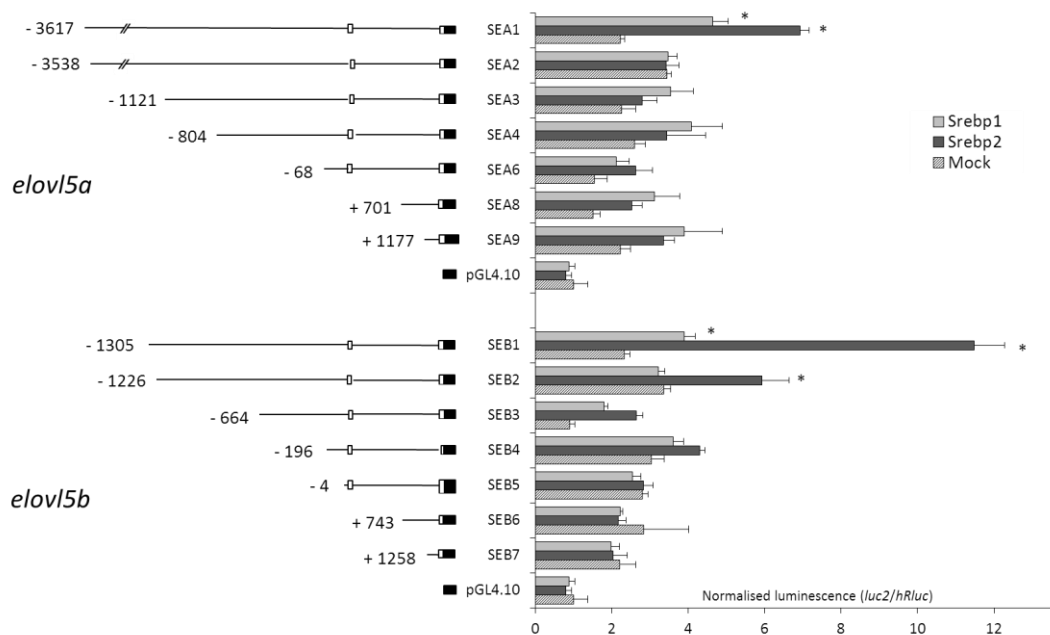 - 3617 SEA1 *
*
- 3538 SEA2
- 1121 SEA3
- 804 SEA4
- 68 SEA6
elovl5a
+ 701 SEA8
+ 1177 SEA9
pGL4.10
Srebp1
Srebp2
Mock
- 1305 SEB1 *
*
- 1226 SEB2 *
- 664 SEB3
- 196 SEB4
- 4 SEB5
elovl5b
+ 743 SEB6
+ 1258 SEB7
pGL4.10
Normalised luminescence (luc2/hRluc)
0 2 4 6 8 10 12